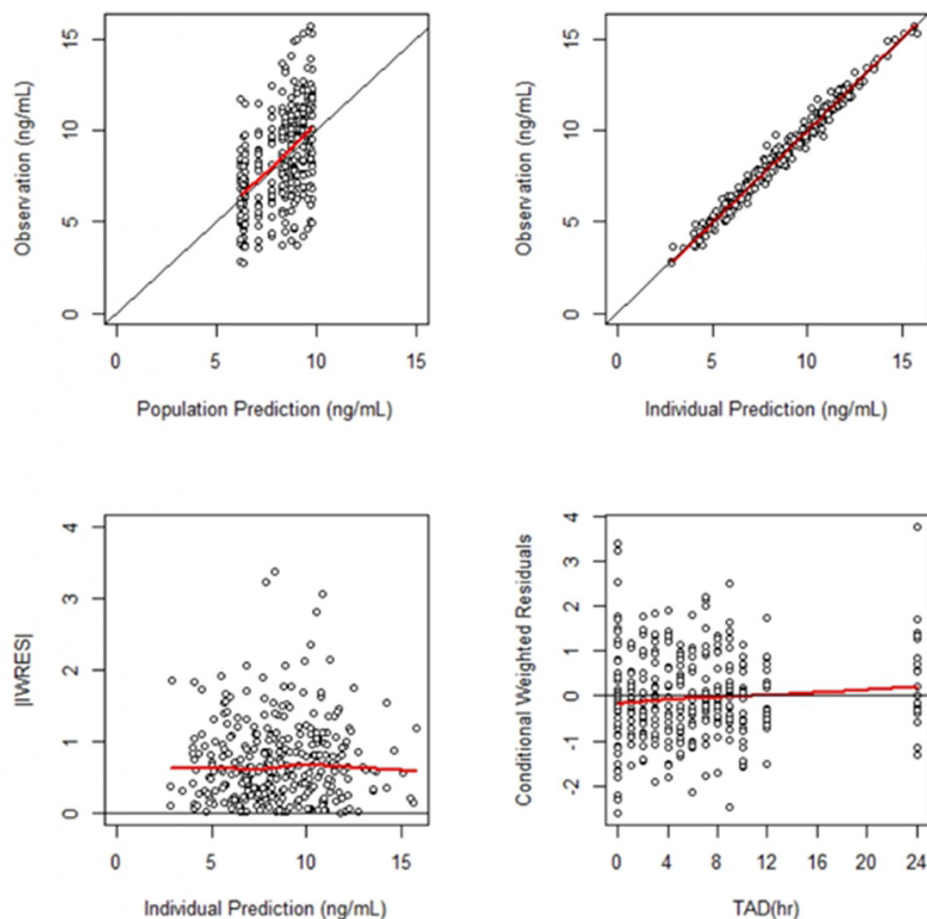 Observation (ng/mL)
15
10
5
0
0 5 10 15
Population Prediction (ng/mL)
Observation (ng/mL)
15
10
5
0
0 5 10 15
Individual Prediction (ng/mL)
|IWRES|
4
3
2
1
0
0 5 10 15
Individual Prediction (ng/mL)
Conditional Weighted Residuals
4
3
2
1
0
-1
-2
0 4 8 12 16 20 24
TAD(hr)